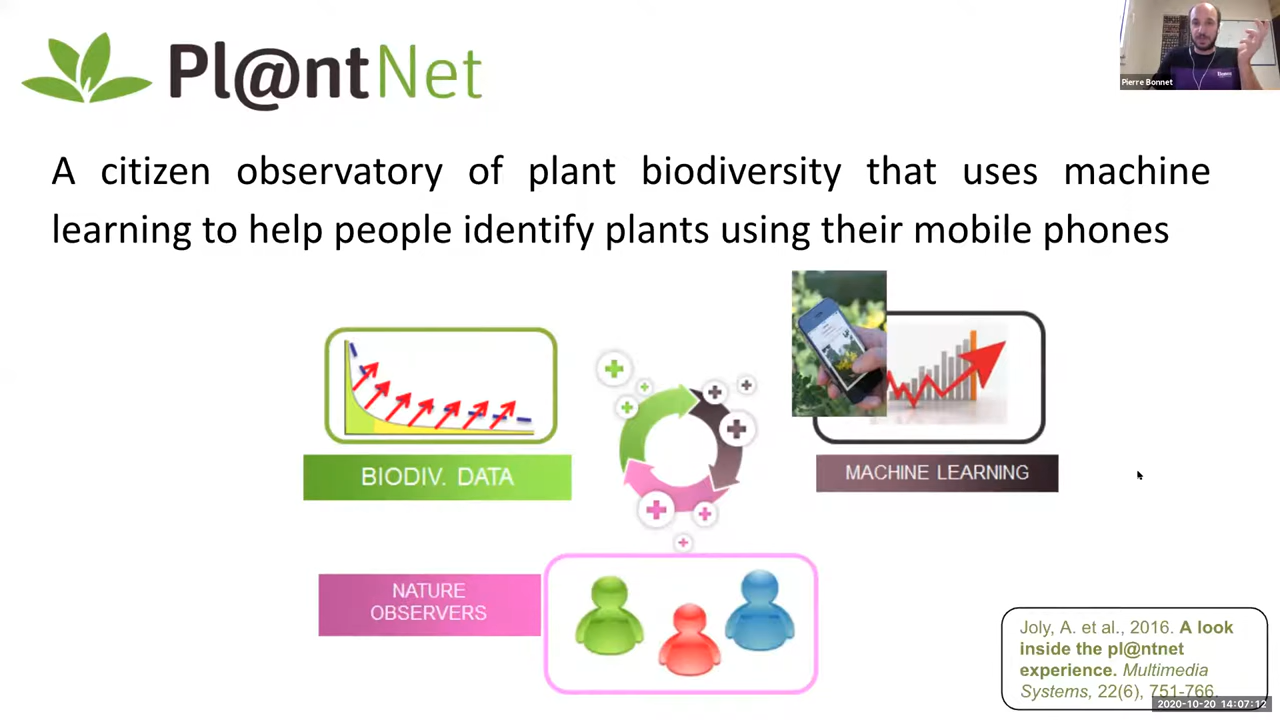 Pl@ntNet
Pierre Bonnet
A citizen observatory of plant biodiversity that uses machine
learning to help people identify plants using their mobile phones
BIODIV. DATA
MACHINE LEARNING
NATURE
OBSERVERS
Joly, A. et al., 2016. A look
inside the pl@ntnet
experience. Multimedia
Systems, 22(6), 751-766.
2020-10-20 14:07:12